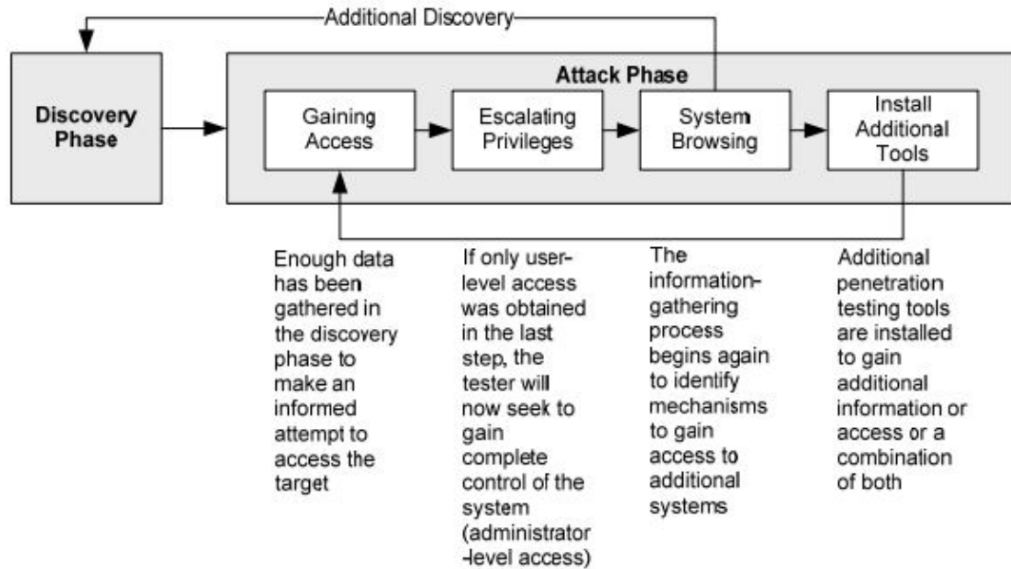 Additional Discovery
Attack Phase
Discovery
Phase
Gaining
Access
Escalating
Privileges
System
Browsing
Install
Additional
Tools
Enough data
has been
gathered in
the discovery
phase to
make an
informed
attempt to
access the
target
If only user-
level access
was obtained
in the last
step, the
tester will
now seek to
gain
complete
control of the
system
(administrator
-level access)
The
information-
gathering
process
begins again
to identify
mechanisms
to gain
access to
additional
systems
Additional
penetration
testing tools
are installed
to gain
additional
information or
access or a
combination
of both